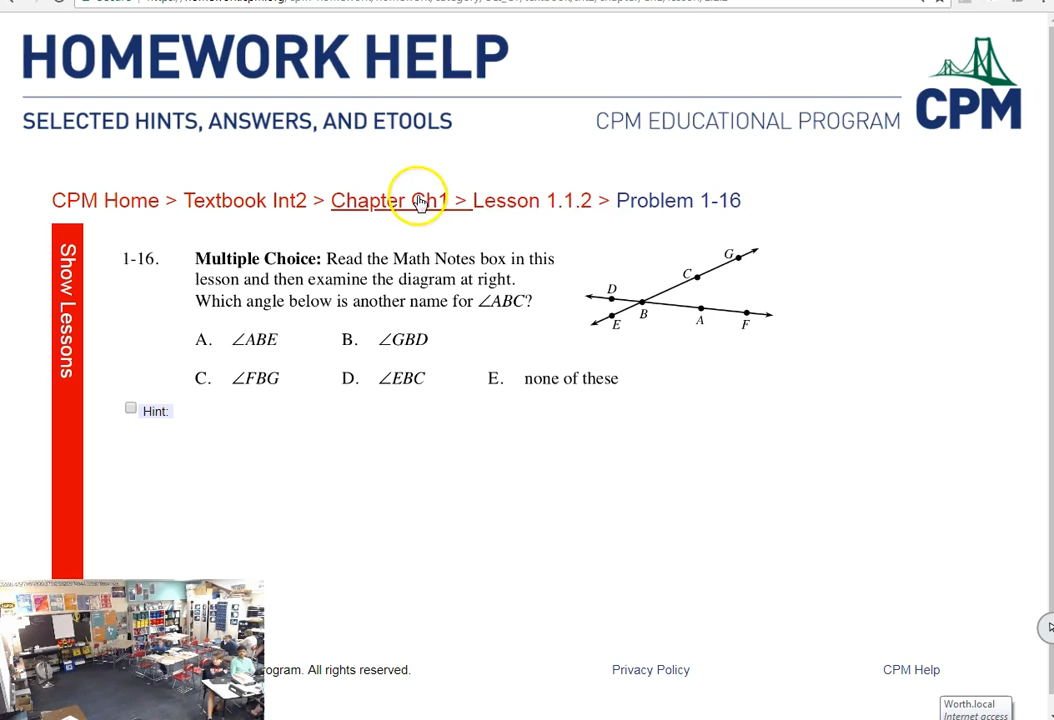 HOMEWORK HELP
SELECTED HINTS, ANSWERS, AND ETOOLS
CPM EDUCATIONAL PROGRAM
CPM
CPM Home > Textbook Int2 > Chapter Ch1 > Lesson 1.1.2 > Problem 1-16
Show Lessons
1-16. Multiple Choice: Read the Math Notes box in this
lesson and then examine the diagram at right.
Which angle below is another name for ∠ABC?
A. ∠ABE B. ∠GBD
C. ∠FBG D. ∠EBC E. none of these
G
C
D
B
A
E
F
Hint:
. All rights reserved.
Privacy Policy
CPM Help
Worth.local
Internet access